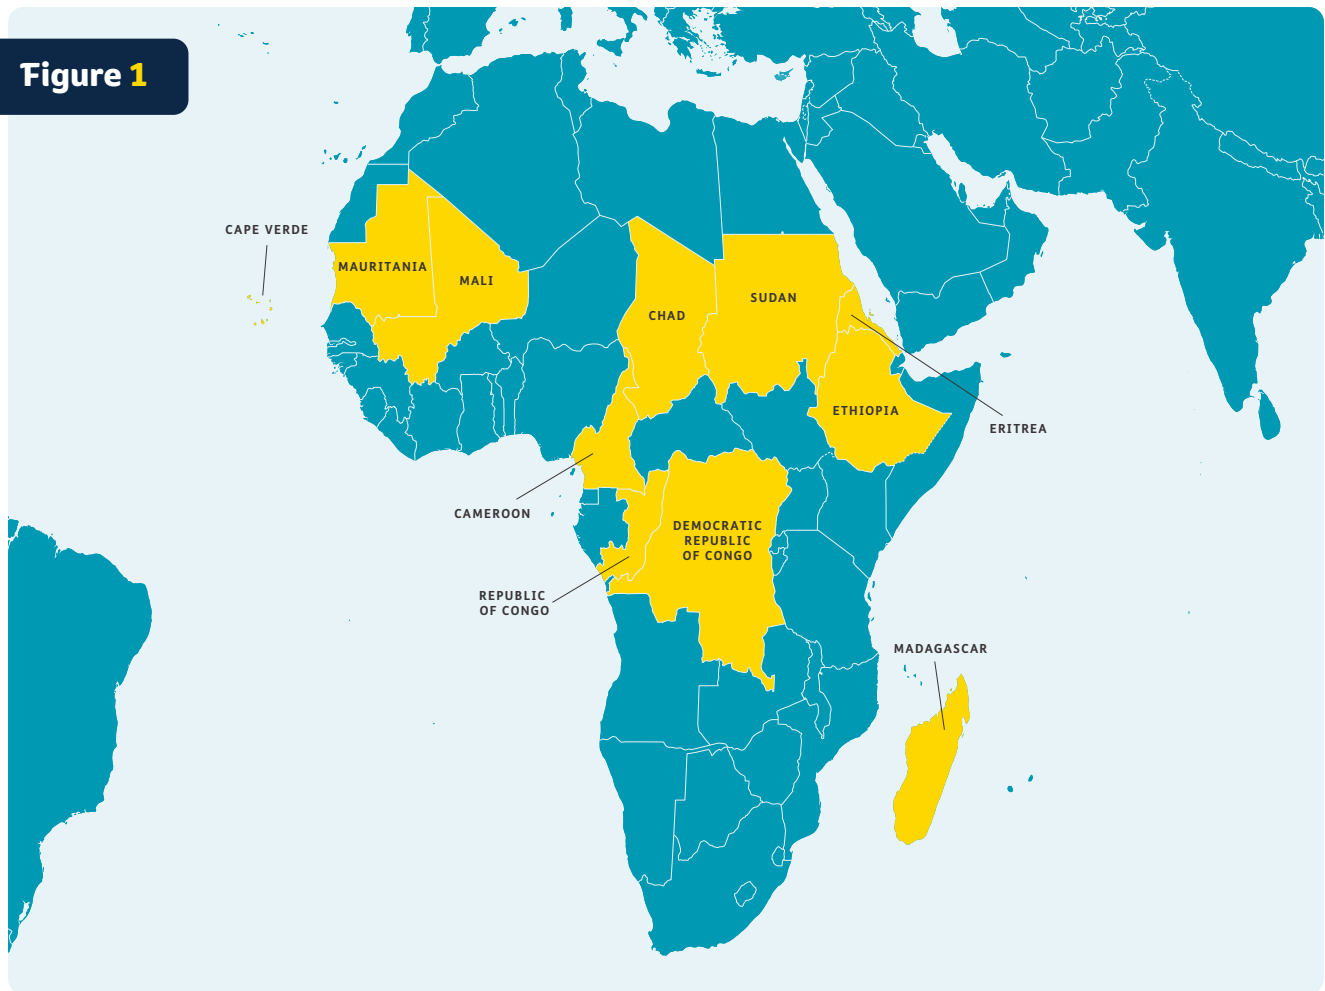 Figure 1
CAPE VERDE
MAURITANIA
MALI
CHAD
SUDAN
ETHIOPIA
ERITREA
CAMEROON
DEMOCRATIC
REPUBLIC
OF CONGO
REPUBLIC
OF CONGO
MADAGASCAR